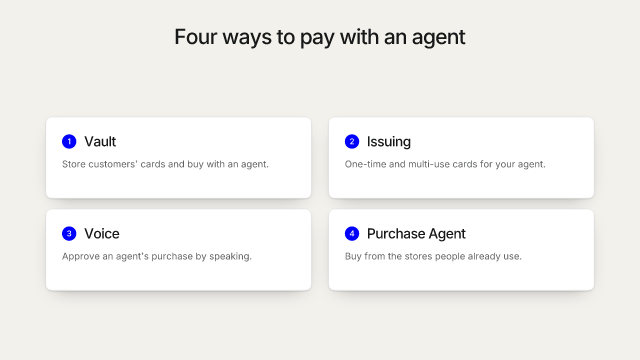 Four ways to pay with an agent
1 Vault
Store customers' cards and buy with an agent.
2 Issuing
One-time and multi-use cards for your agent.
3 Voice
Approve an agent's purchase by speaking.
4 Purchase Agent
Buy from the stores people already use.